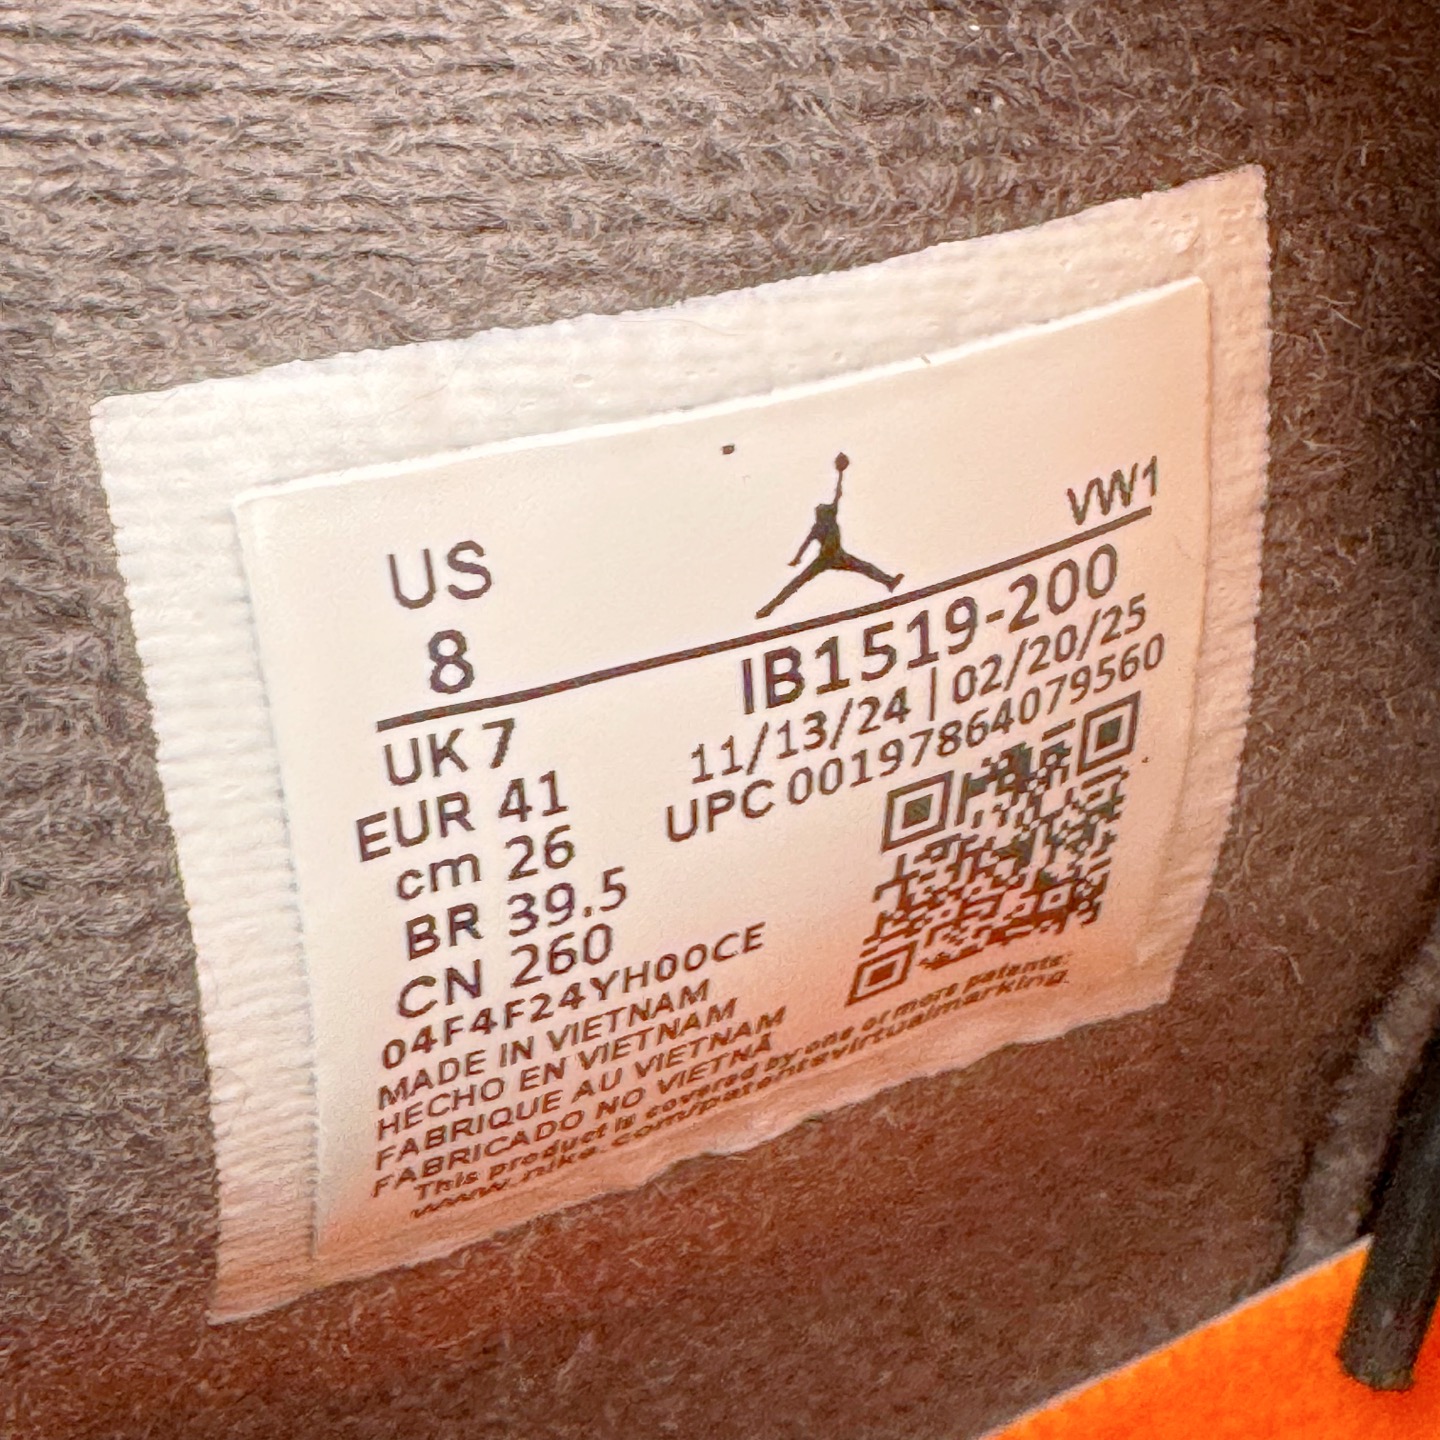 US
8
VW1
IB1519-200
11/13/24 | 02/20/25
UPC 00197864079560
UK 7
EUR 41
cm 26
BR 39.5
CN 260
04F4F24YH00CE
MADE IN VIETNAM
HECHO EN VIETNAM
FABRIQUE AU VIETNAM
FABRICADO NO VIETNÃ
This product is covered by one or more patents:
www.nike.com/patentsvirtualmarking.